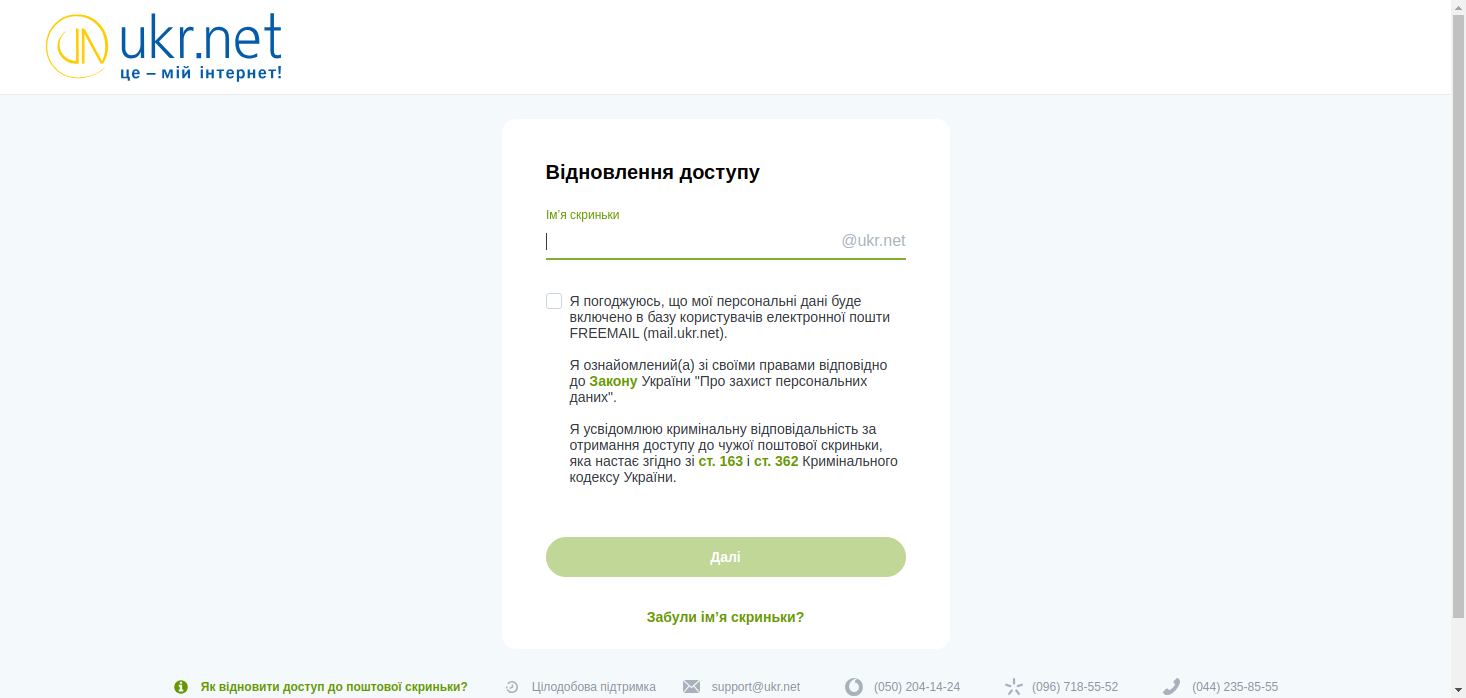 ukr.net
це – мій інтернет!
Відновлення доступу
Ім'я скриньки
@ukr.net
Я погоджуюсь, що мої персональні дані буде
включено в базу користувачів електронної пошти
FREEMAIL (mail.ukr.net).
Я ознайомлений(а) зі своїми правами відповідно
до Закону України "Про захист персональних
даних".
Я усвідомлюю кримінальну відповідальність за
отримання доступу до чужої поштової скриньки,
яка настає згідно зі ст. 163 і ст. 362 Кримінального
кодексу України.
Далі
Забули ім’я скриньки?
Як відновити доступ до поштової скриньки? Цілодобова підтримка support@ukr.net (050) 204-14-24 (096) 718-55-52 (044) 235-85-55